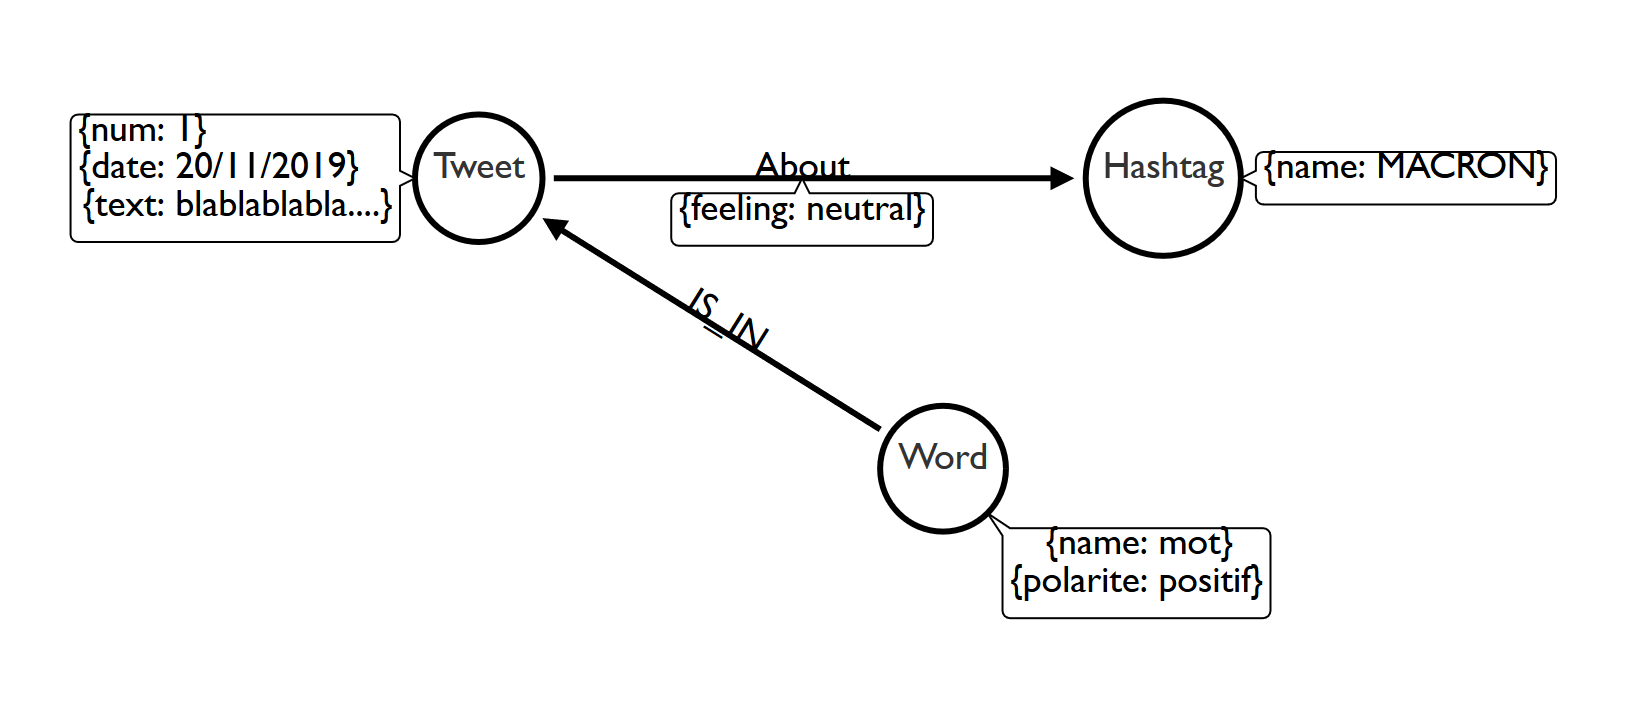 {num: 1}
{date: 20/11/2019}
{text: blablablabla....}
Tweet
About
{feeling: neutral}
Hashtag
{name: MACRON}
IS_IN
Word
{name: mot}
{polarite: positif}